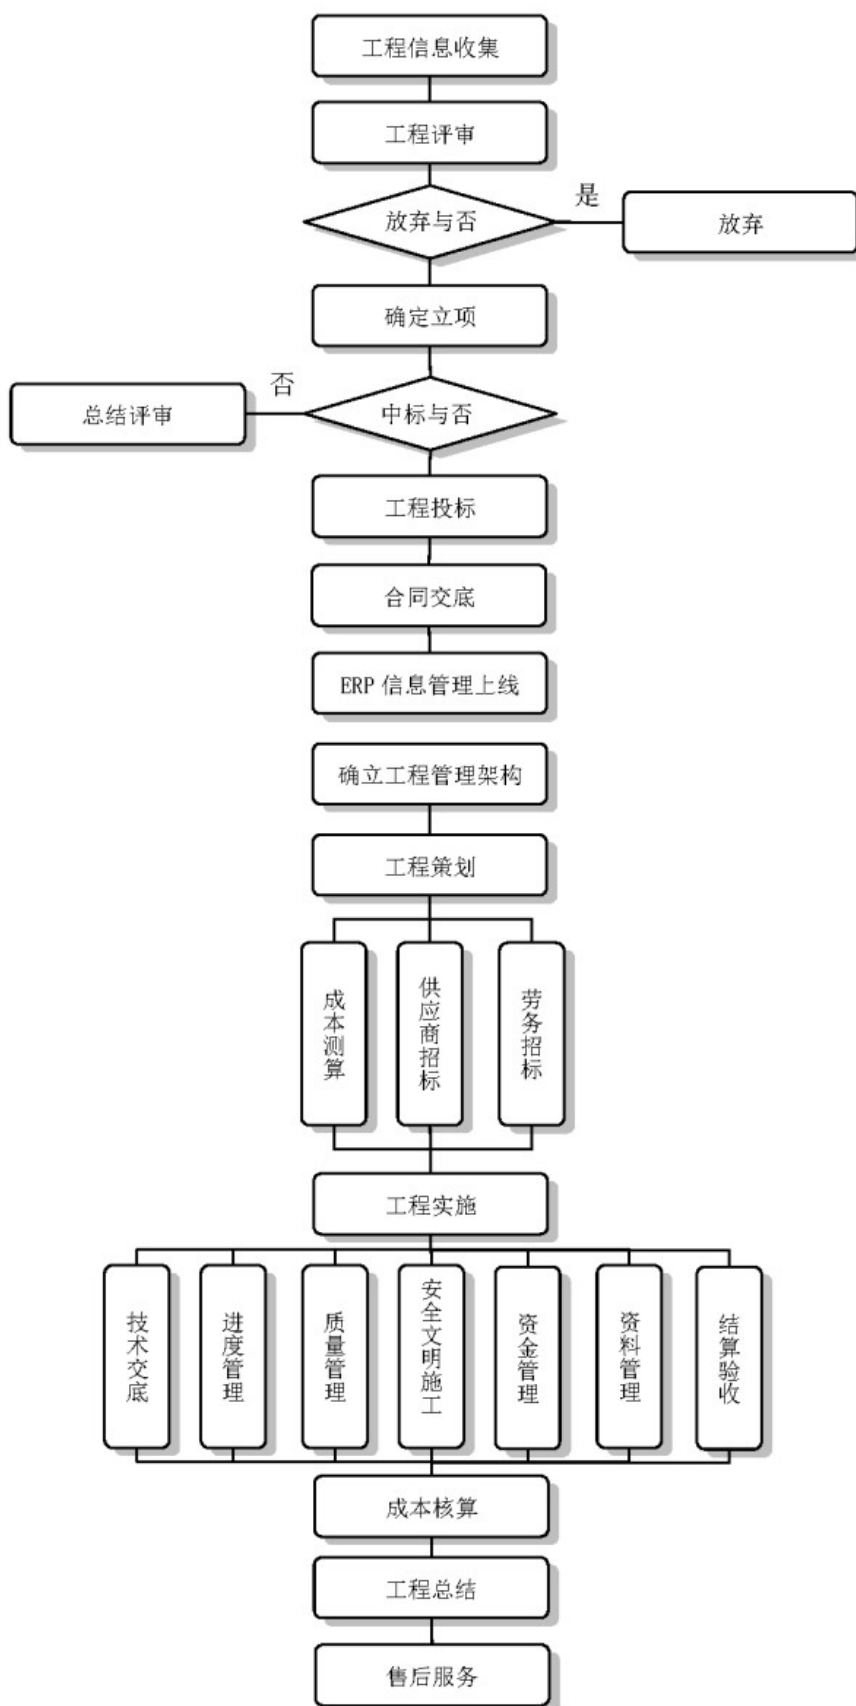 工程信息收集
工程评审
放弃与否
是
放弃
确定立项
否
总结评审
中标与否
工程投标
合同交底
ERP 信息管理上线
确立工程管理架构
工程策划
成本测算
供应商招标
劳务招标
工程实施
技术交底
进度管理
质量管理
安全文明施工
资金管理
资料管理
结算验收
成本核算
工程总结
售后服务